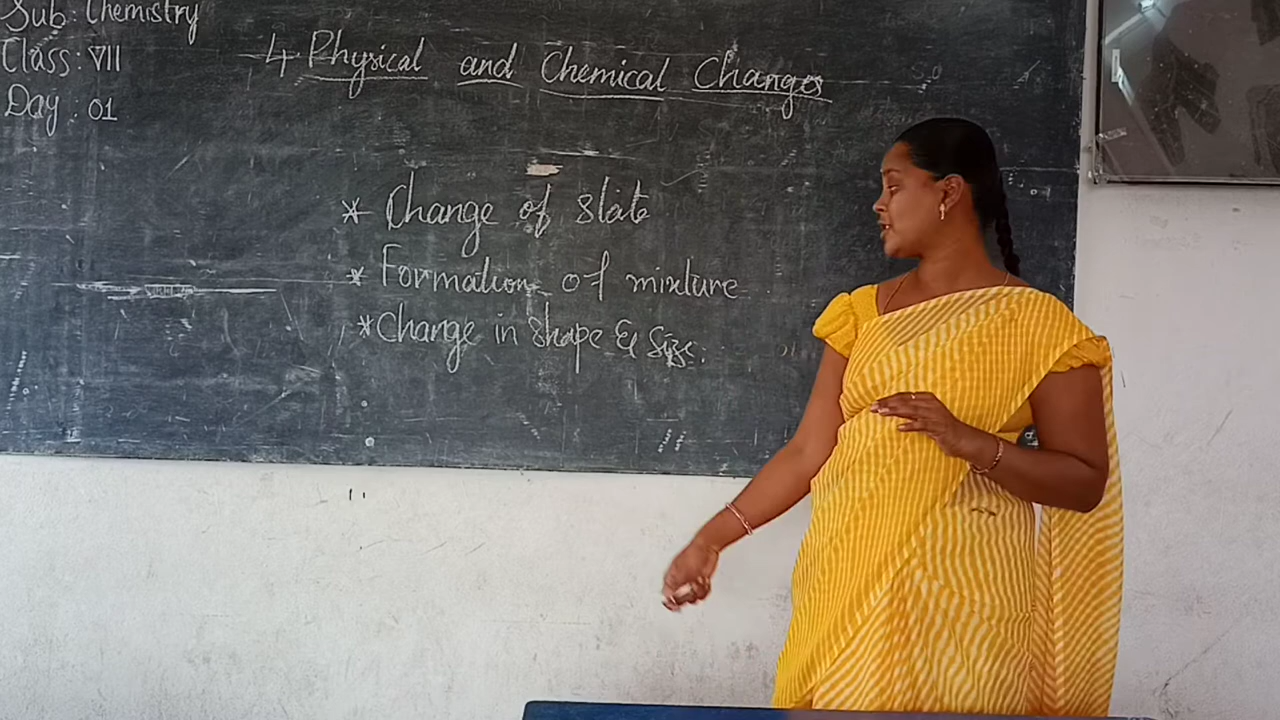 Sub: Chemistry
Class: VII
Day: 01
4 Physical and Chemical Changes
* Change of state
* Formation of mixture
* Change in shape & Size.